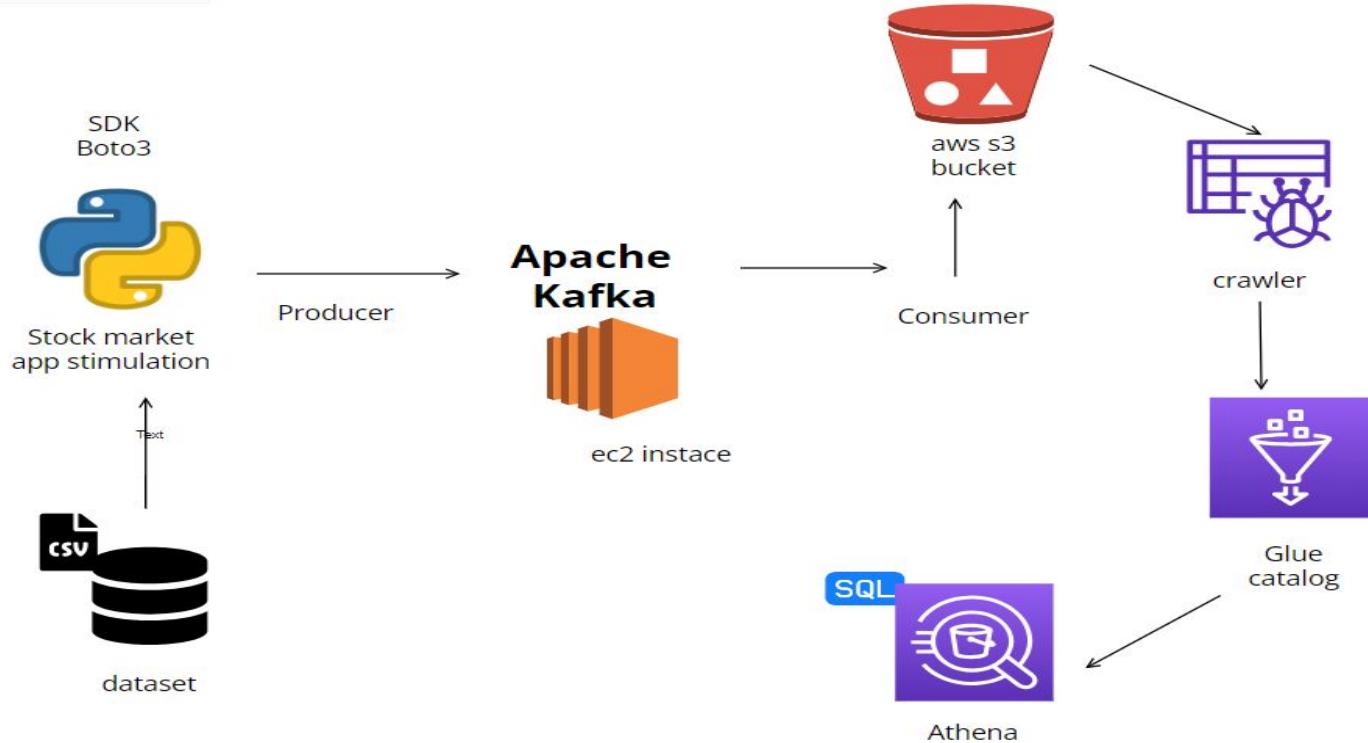 SDK
Boto3
Stock market
app stimulation
Text
CSV
dataset
Producer
Apache
Kafka
ec2 instace
Consumer
aws s3
bucket
crawler
Glue
catalog
SQL
Athena